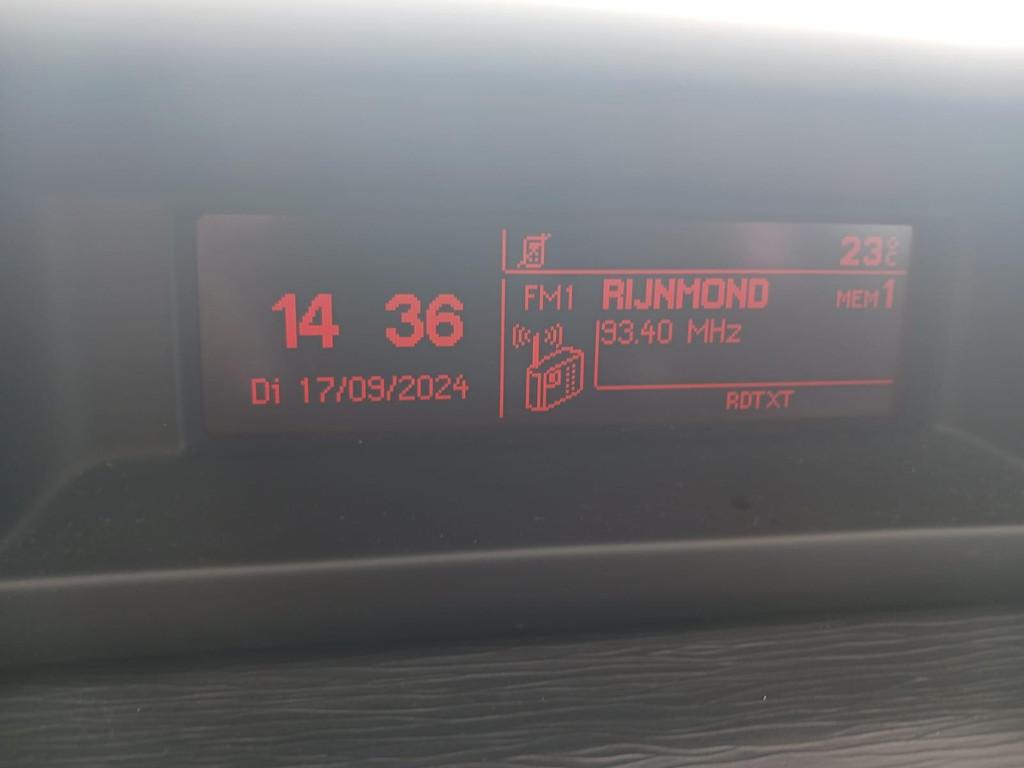 14 36
Di 17/09/2024
23°C
FM1 RIJNMOND MEM 1
93.40 MHz
RDTXT